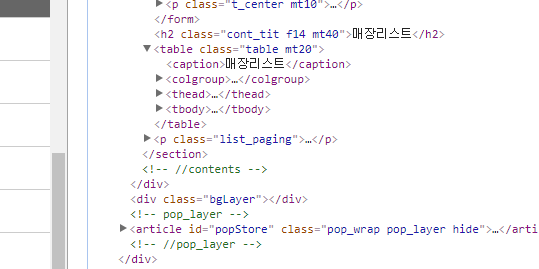 ▶<p class="t_center mt10">…</p>
</form>
<h2 class="cont_tit f14 mt40">매장리스트</h2>
▼<table class="table mt20">
<caption>매장리스트</caption>
▶<colgroup>…</colgroup>
▶<thead>…</thead>
▶<tbody>…</tbody>
</table>
▶<p class="list_paging">…</p>
</section>
<!-- //contents -->
</div>
<div class="bgLayer"></div>
<!-- pop_layer -->
▶<article id="popStore" class="pop_wrap pop_layer hide">…</arti
<!-- //pop_layer -->
</div>